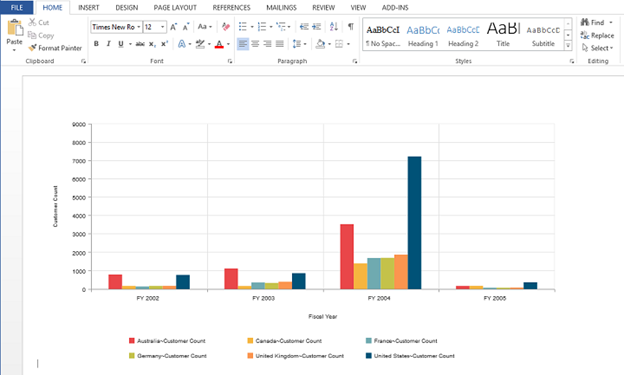 FILE HOME INSERT DESIGN PAGE LAYOUT REFERENCES MAILINGS REVIEW VIEW ADD-INS
Cut
Copy
Format Painter
Paste
Clipboard
Times New Ro 12
Font
Paragraph
AaBbCcI AaBbCc AaBbCcI AaBl AaBbCcI
¶ No Spac... Heading 1 Heading 2 Title Subtitle
Styles
Find
Replace
Select
Editing
9000
8000
7000
6000
5000
4000
3000
2000
1000
0
Customer Count
FY 2002 FY 2003 FY 2004 FY 2005
Fiscal Year
Australia~Customer Count Canada~Customer Count France~Customer Count
Germany~Customer Count United Kingdom~Customer Count United States~Customer Count